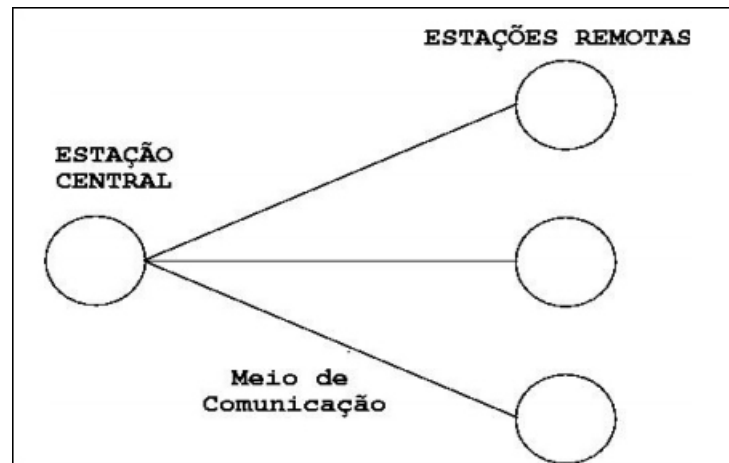 ESTAÇÕES REMOTAS
ESTAÇÃO
CENTRAL
Meio de
Comunicação